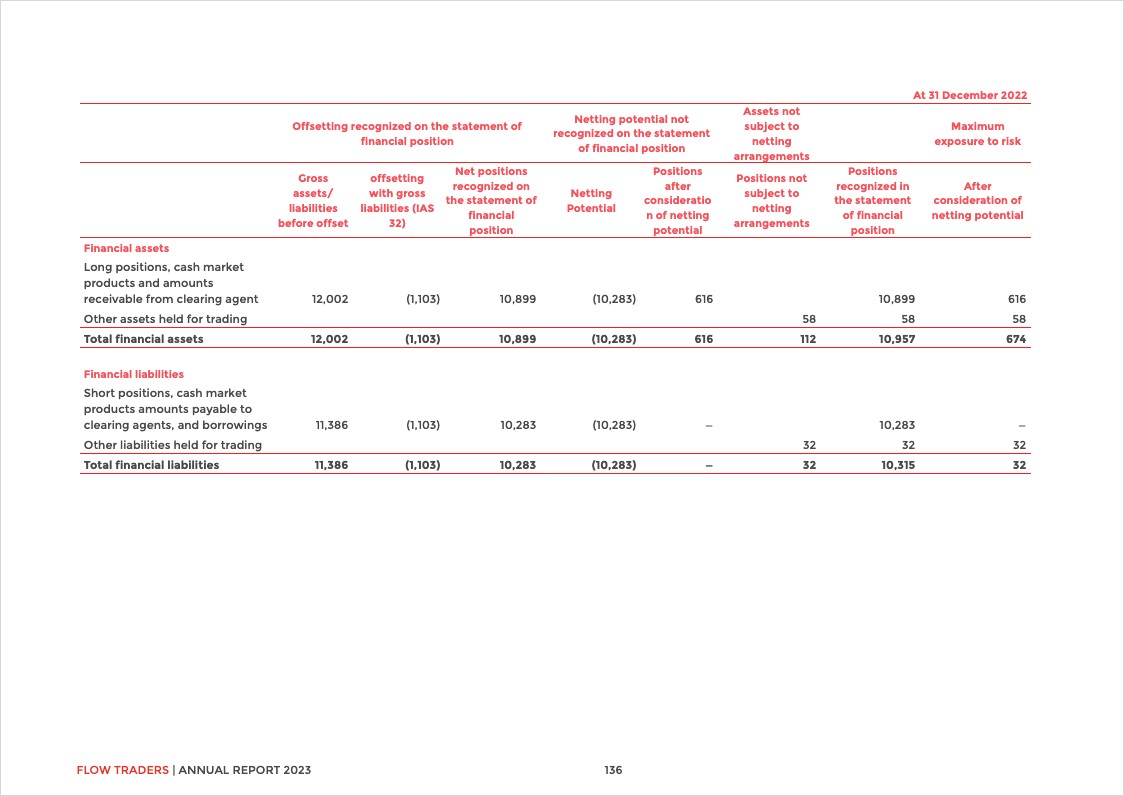 At 31 December 2022
Offsetting recognized on the statement of
financial position
Netting potential not
recognized on the statement
of financial position
Assets not
subject to
netting
arrangements
Maximum
exposure to risk
Gross
assets/
liabilities
before offset
offsetting
with gross
liabilities (IAS
32)
Net positions
recognized on
the statement of
financial
position
Netting
Potential
Positions
after
consideratio
n of netting
potential
Positions not
subject to
netting
arrangements
Positions
recognized in
the statement
of financial
position
After
consideration of
netting potential
Financial assets
Long positions, cash market
products and amounts
receivable from clearing agent 12,002 (1,103) 10,899 (10,283) 616 10,899 616
Other assets held for trading 58 58 58
Total financial assets 12,002 (1,103) 10,899 (10,283) 616 112 10,957 674
Financial liabilities
Short positions, cash market
products amounts payable to
clearing agents, and borrowings 11,386 (1,103) 10,283 (10,283) – 10,283 –
Other liabilities held for trading 32 32 32
Total financial liabilities 11,386 (1,103) 10,283 (10,283) – 32 10,315 32
FLOW TRADERS | ANNUAL REPORT 2023 136